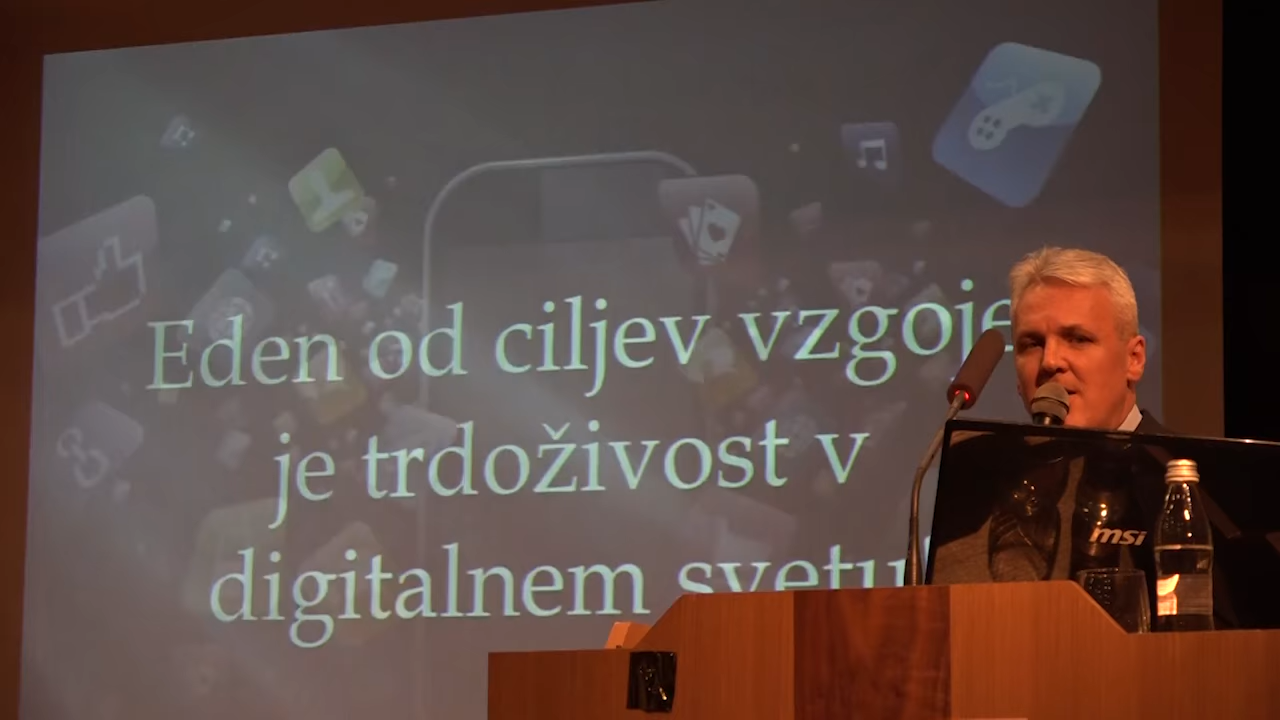 Eden od ciljev vzgoje
je trdoživost v
digitalnem svetu
msi